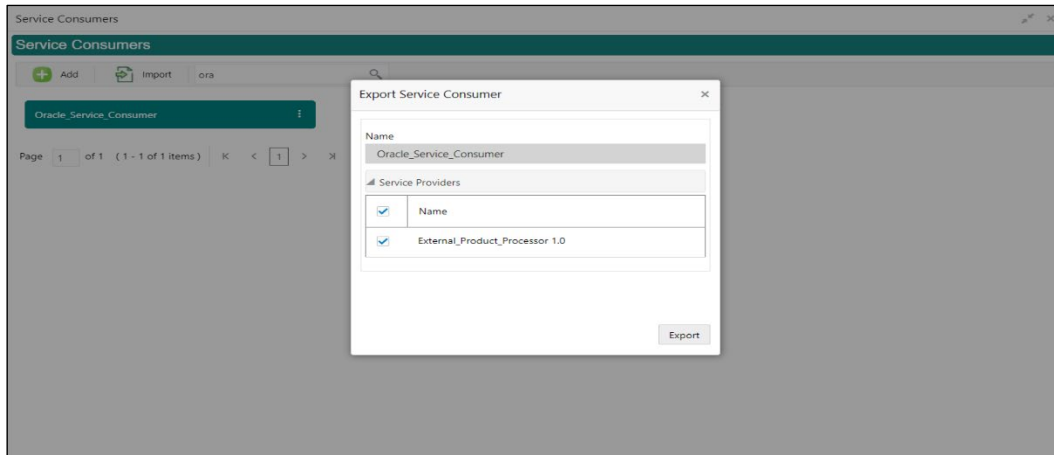 Service Consumers
Service Consumers
Add Import ora
Oracle_Service_Consumer
Page 1 of 1 (1 - 1 of 1 items) K < 1 > >|
Export Service Consumer ×
Name
Oracle_Service_Consumer
Service Providers
Name
External_Product_Processor 1.0
Export